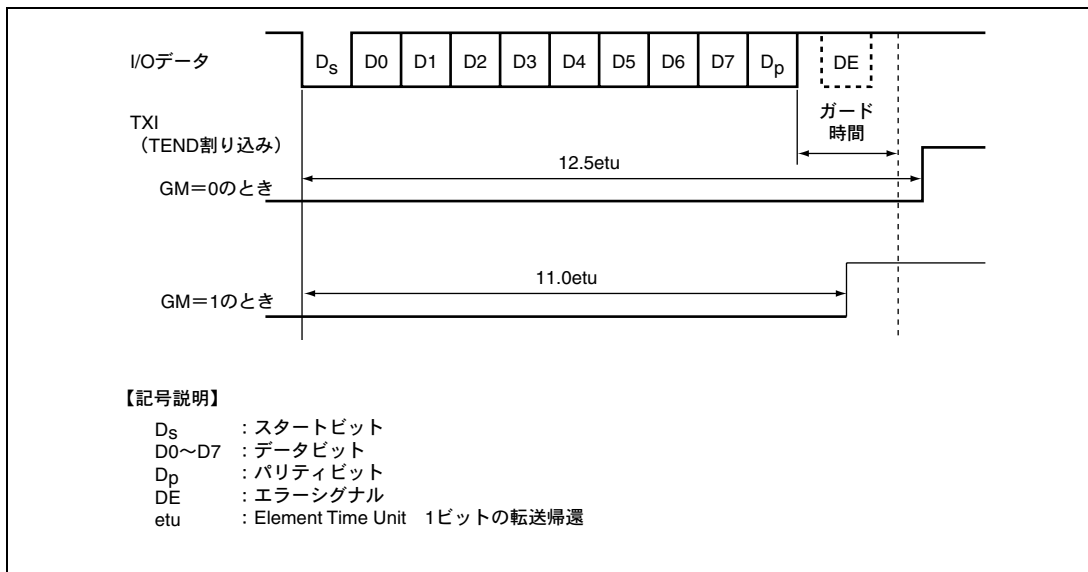 I/Oデータ
DS D0 D1 D2 D3 D4 D5 D6 D7 Dp DE
ガード
時間
TXI
（TEND割り込み）
12.5etu
GM＝0のとき
11.0etu
GM＝1のとき
【記号説明】
DS ：スタートビット
D0〜D7 ：データビット
Dp ：パリティビット
DE ：エラーシグナル
etu ：Element Time Unit 1ビットの転送帰還